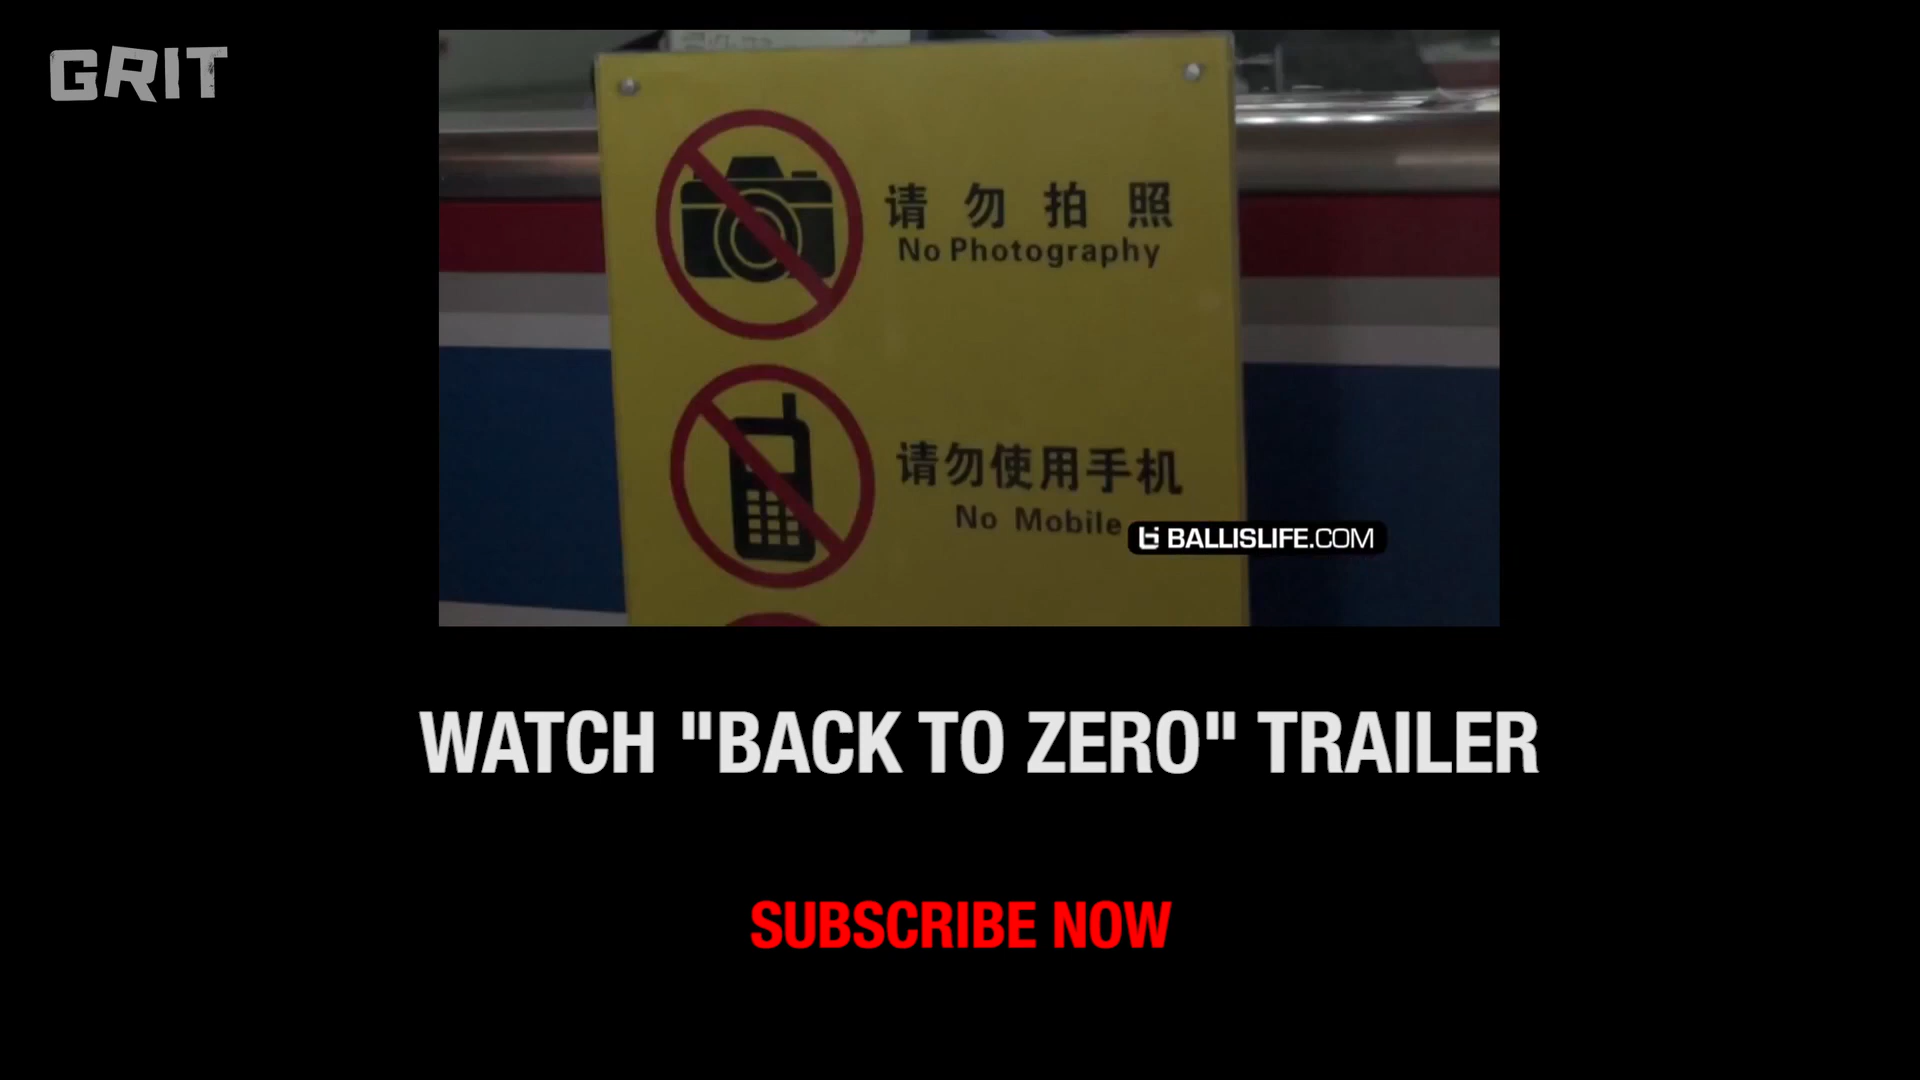 GRIT
请勿拍照
No Photography
请勿使用手机
No Mobile
BALLISLIFE.COM
WATCH "BACK TO ZERO" TRAILER
SUBSCRIBE NOW